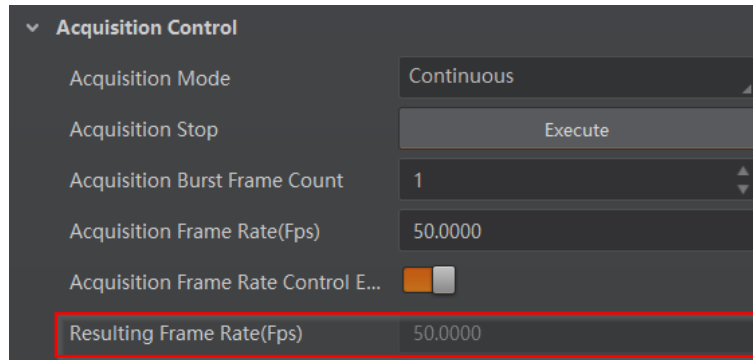 Acquisition Control
Acquisition Mode Continuous
Acquisition Stop Execute
Acquisition Burst Frame Count 1
Acquisition Frame Rate(Fps) 50.0000
Acquisition Frame Rate Control E...
Resulting Frame Rate(Fps) 50.0000